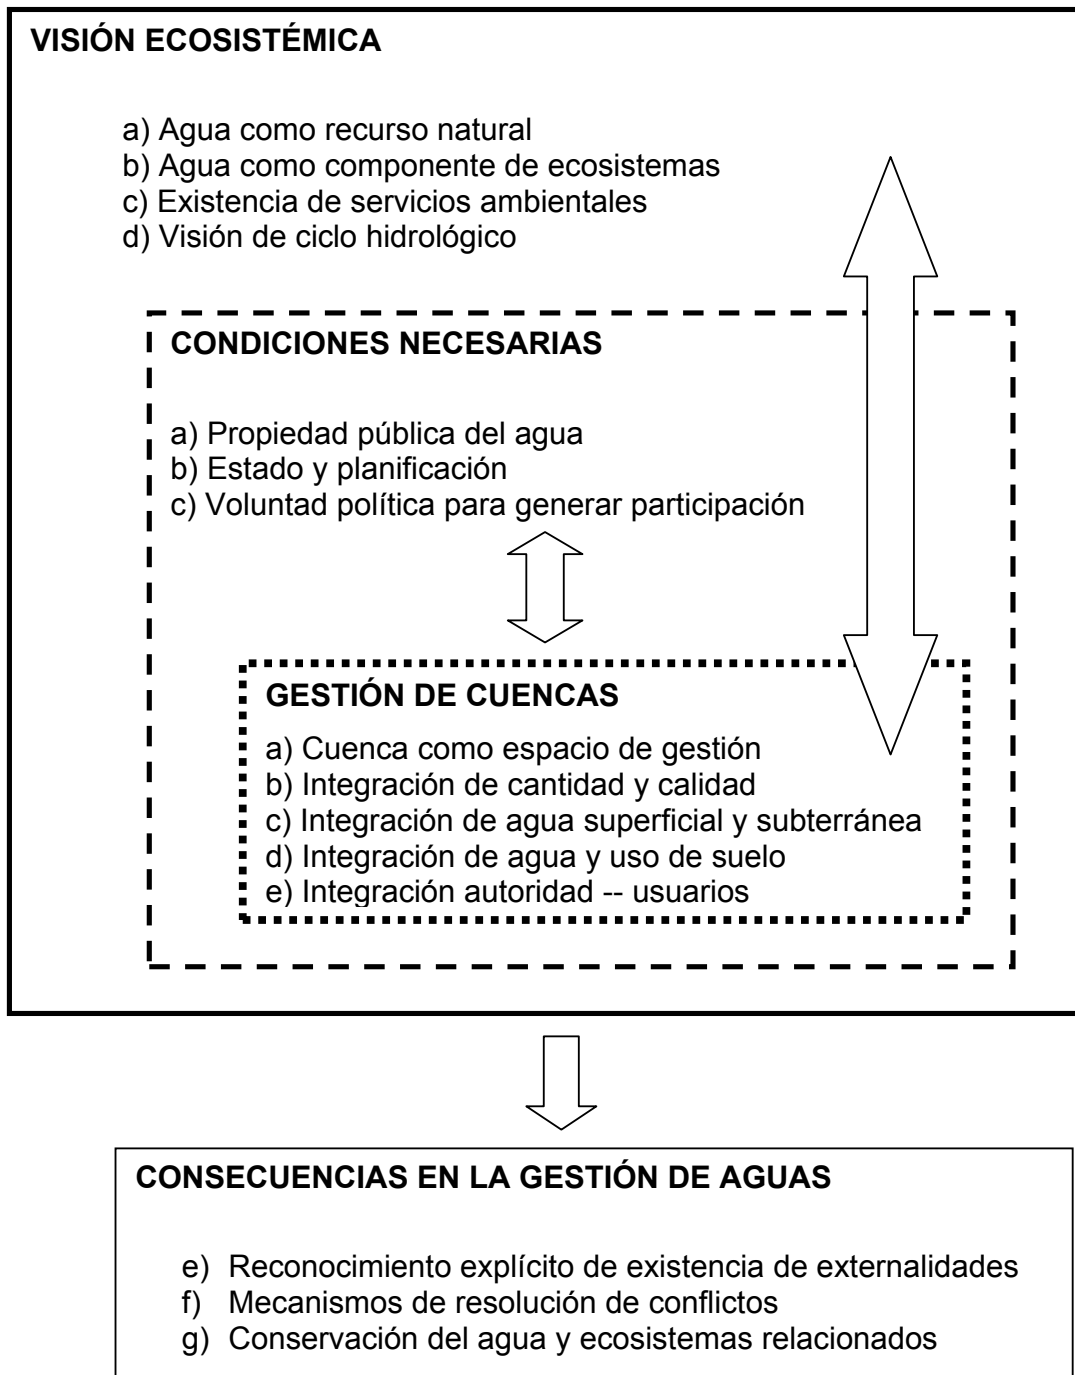 VISIÓN ECOSISTÉMICA
a) Agua como recurso natural
b) Agua como componente de ecosistemas
c) Existencia de servicios ambientales
d) Visión de ciclo hidrológico
CONDICIONES NECESARIAS
a) Propiedad pública del agua
b) Estado y planificación
c) Voluntad política para generar participación
GESTIÓN DE CUENCAS
a) Cuenca como espacio de gestión
b) Integración de cantidad y calidad
c) Integración de agua superficial y subterránea
d) Integración de agua y uso de suelo
e) Integración autoridad -- usuarios
CONSECUENCIAS EN LA GESTIÓN DE AGUAS
e) Reconocimiento explícito de existencia de externalidades
f) Mecanismos de resolución de conflictos
g) Conservación del agua y ecosistemas relacionados